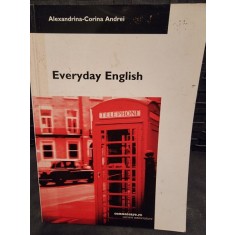 Alexandrina-Corina Andrei
Everyday English
TELEPHONE